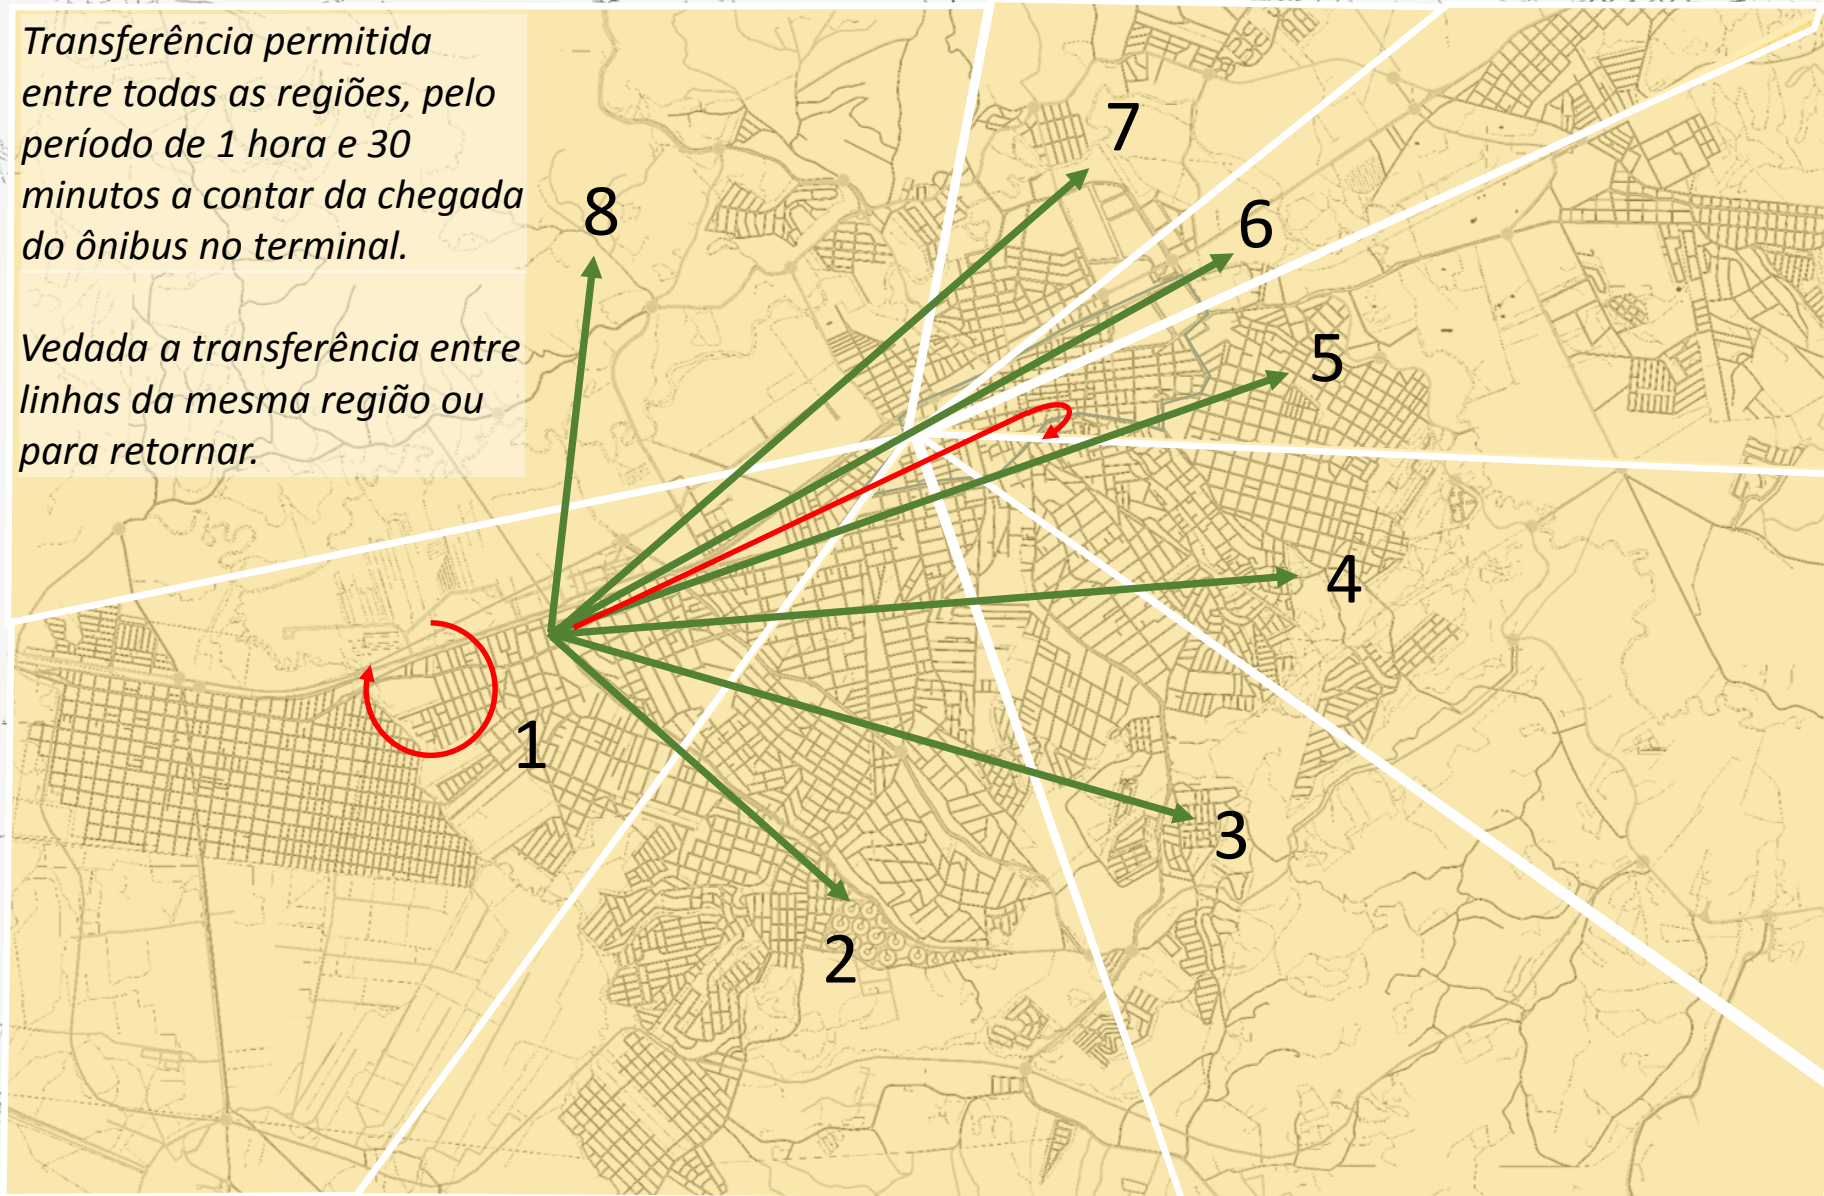 Transferência permitida
entre todas as regiões, pelo
período de 1 hora e 30
minutos a contar da chegada
do ônibus no terminal.
Vedada a transferência entre
linhas da mesma região ou
para retornar.
7
8
6
5
4
1
3
2